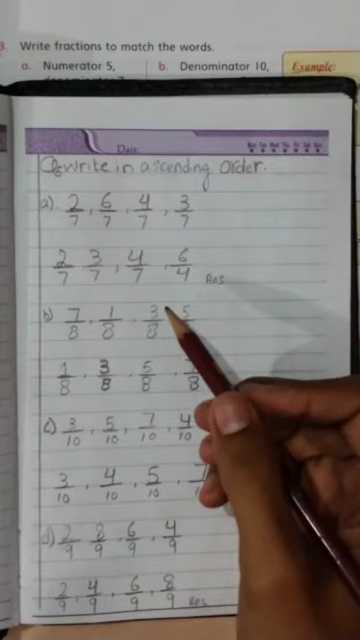 3. Write fractions to match the words.
a. Numerator 5, b. Denominator 10, Example:
Date:
Q Write in ascending order.
a). 2/7, 6/7, 4/7, 3/7
2/7, 3/7, 4/7, 6/4 Ans
b) 7/8, 1/8, 3/8, 5
1/8, 3/8, 5/8, /8
c) 3/10, 5/10, 7/10, 4/10
3/10, 4/10, 5/10, 7
d) 2/9 8/9, 6/9, 4/9
2/9, 4/9, 6/9, 8/9 Ans